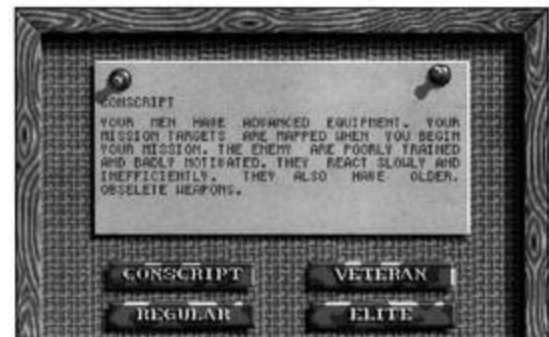 CONSCRIPT
YOUR MEN HAVE ADVANCED EQUIPMENT. YOUR
MISSION TARGETS ARE MAPPED WHEN YOU BEGIN
YOUR MISSION. THE ENEMY ARE POORLY TRAINED
AND BADLY MOTIVATED. THEY REACT SLOWLY AND
INEFFICIENTLY. THEY ALSO HAVE OLDER.
OBSELETE WEAPONS.
CONSCRIPT VETERAN
REGULAR ELITE